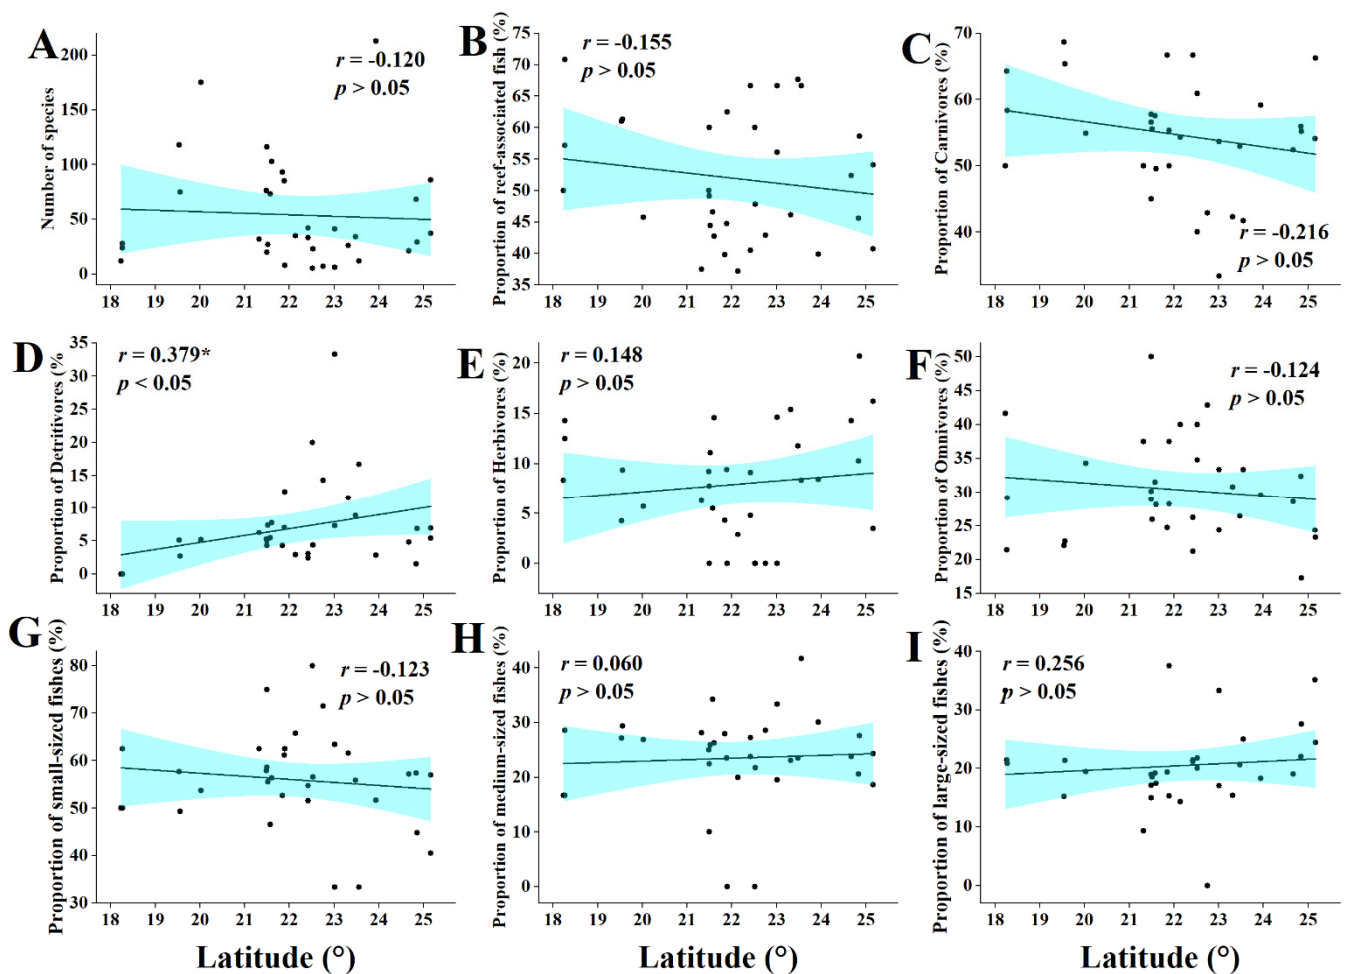 A
Number of species
200
150
100
50
0
r = -0.120
p > 0.05
18 19 20 21 22 23 24 25
B
Proportion of reef-associated fish (%)
75
70
65
60
55
50
45
40
35
r = -0.155
p > 0.05
18 19 20 21 22 23 24 25
C
Proportion of Carnivores (%)
70
60
50
40
r = -0.216
p > 0.05
18 19 20 21 22 23 24 25
D
Proportion of Detritivores (%
35
30
25
20
15
10
5
0
r = 0.379*
p < 0.05
18 19 20 21 22 23 24 25
E
Proportion of Herbivores (%)
20
15
10
5
0
r = 0.148
p > 0.05
18 19 20 21 22 23 24 25
F
Proportion of Omnivores (%)
50
45
40
35
30
25
20
15
r = -0.124
p > 0.05
18 19 20 21 22 23 24 25
G
Proportion of small-sized fishes (%)
80
70
60
50
40
30
r = -0.123
p > 0.05
18 19 20 21 22 23 24 25
Latitude (°)
H
Proportion of medium-sized fishes (%)
40
30
20
10
0
r = 0.060
p > 0.05
18 19 20 21 22 23 24 25
Latitude (°)
I
Proportion of large-sized fishes (%)
40
30
20
10
0
r = 0.256
p > 0.05
18 19 20 21 22 23 24 25
Latitude (°)